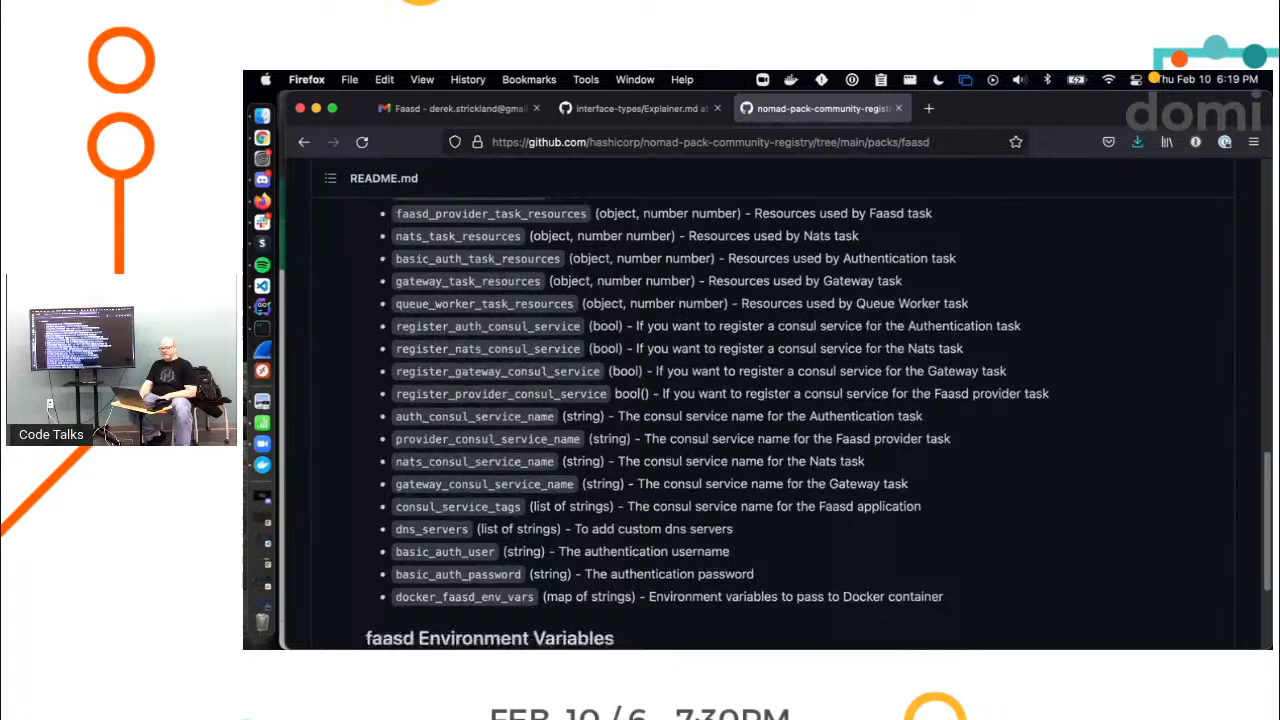 domi
Firefox File Edit View History Bookmarks Tools Window Help
Thu Feb 10 6:19 PM
Faasd - derek.strickland@gmai
interface-types/Explainer.md at
nomad-pack-community-registr
https://github.com/hashicorp/nomad-pack-community-registry/tree/main/packs/faasd
README.md
faasd_provider_task_resources (object, number number) - Resources used by Faasd task
nats_task_resources (object, number number) - Resources used by Nats task
basic_auth_task_resources (object, number number) - Resources used by Authentication task
gateway_task_resources (object, number number) - Resources used by Gateway task
queue_worker_task_resources (object, number number) - Resources used by Queue Worker task
register_auth_consul_service (bool) - If you want to register a consul service for the Authentication task
register_nats_consul_service (bool) - If you want to register a consul service for the Nats task
register_gateway_consul_service (bool) - If you want to register a consul service for the Gateway task
register_provider_consul_service bool() - If you want to register a consul service for the Faasd provider task
auth_consul_service_name (string) - The consul service name for the Authentication task
provider_consul_service_name (string) - The consul service name for the Faasd provider task
nats_consul_service_name (string) - The consul service name for the Nats task
gateway_consul_service_name (string) - The consul service name for the Gateway task
consul_service_tags (list of strings) - The consul service name for the Faasd application
dns_servers (list of strings) - To add custom dns servers
basic_auth_user (string) - The authentication username
basic_auth_password (string) - The authentication password
docker_faasd_env_vars (map of strings) - Environment variables to pass to Docker container
faasd Environment Variables
Code Talks
FEB 10 / 6 - 7:30PM